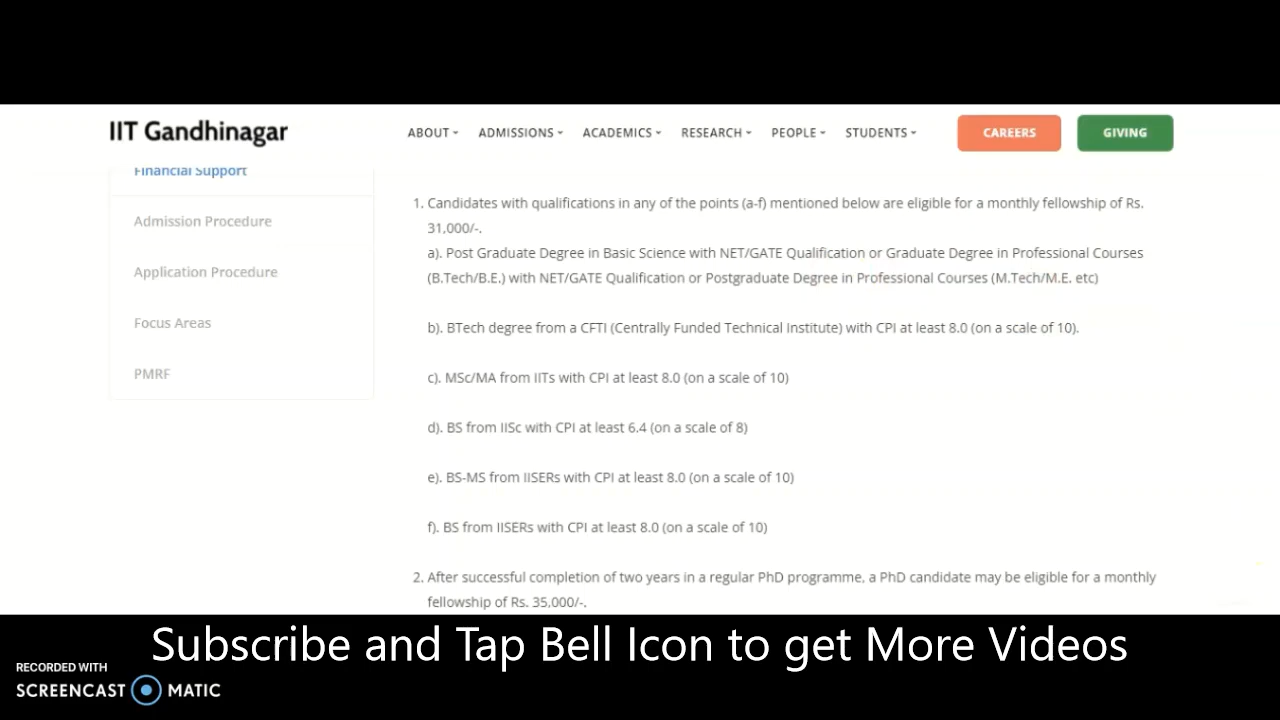 IIT Gandhinagar
ABOUT ADMISSIONS ACADEMICS RESEARCH PEOPLE STUDENTS CAREERS GIVING
Financial Support
Admission Procedure
Application Procedure
Focus Areas
PMRF
1. Candidates with qualifications in any of the points (a-f) mentioned below are eligible for a monthly fellowship of Rs.
31,000/-.
a). Post Graduate Degree in Basic Science with NET/GATE Qualification or Graduate Degree in Professional Courses
(B.Tech/B.E.) with NET/GATE Qualification or Postgraduate Degree in Professional Courses (M.Tech/M.E. etc)
b). BTech degree from a CFTI (Centrally Funded Technical Institute) with CPI at least 8.0 (on a scale of 10).
c). MSc/MA from IITs with CPI at least 8.0 (on a scale of 10)
d). BS from IISc with CPI at least 6.4 (on a scale of 8)
e). BS-MS from IISERs with CPI at least 8.0 (on a scale of 10)
f). BS from IISERs with CPI at least 8.0 (on a scale of 10)
2. After successful completion of two years in a regular PhD programme, a PhD candidate may be eligible for a monthly
fellowship of Rs. 35,000/-.
Subscribe and Tap Bell Icon to get More Videos
RECORDED WITH
SCREENCAST MATIC